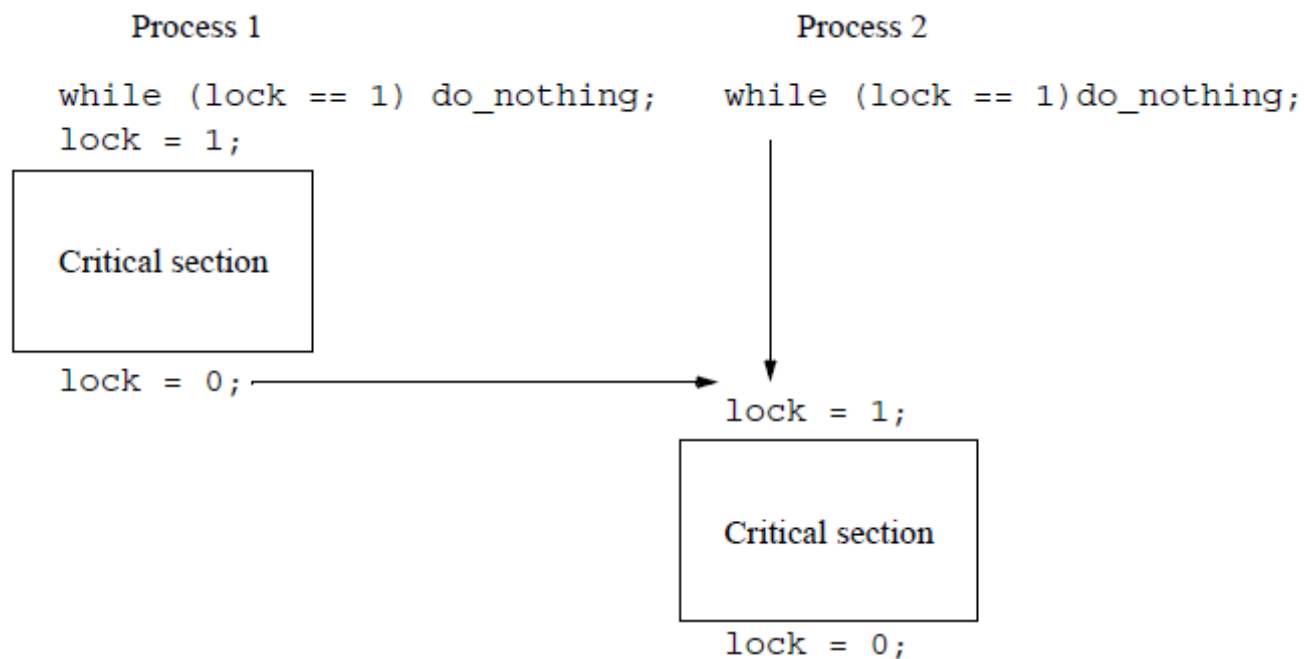 Process 1
while (lock == 1) do_nothing;
lock = 1;
Critical section
lock = 0;
Process 2
while (lock == 1)do_nothing;
lock = 1;
Critical section
lock = 0;